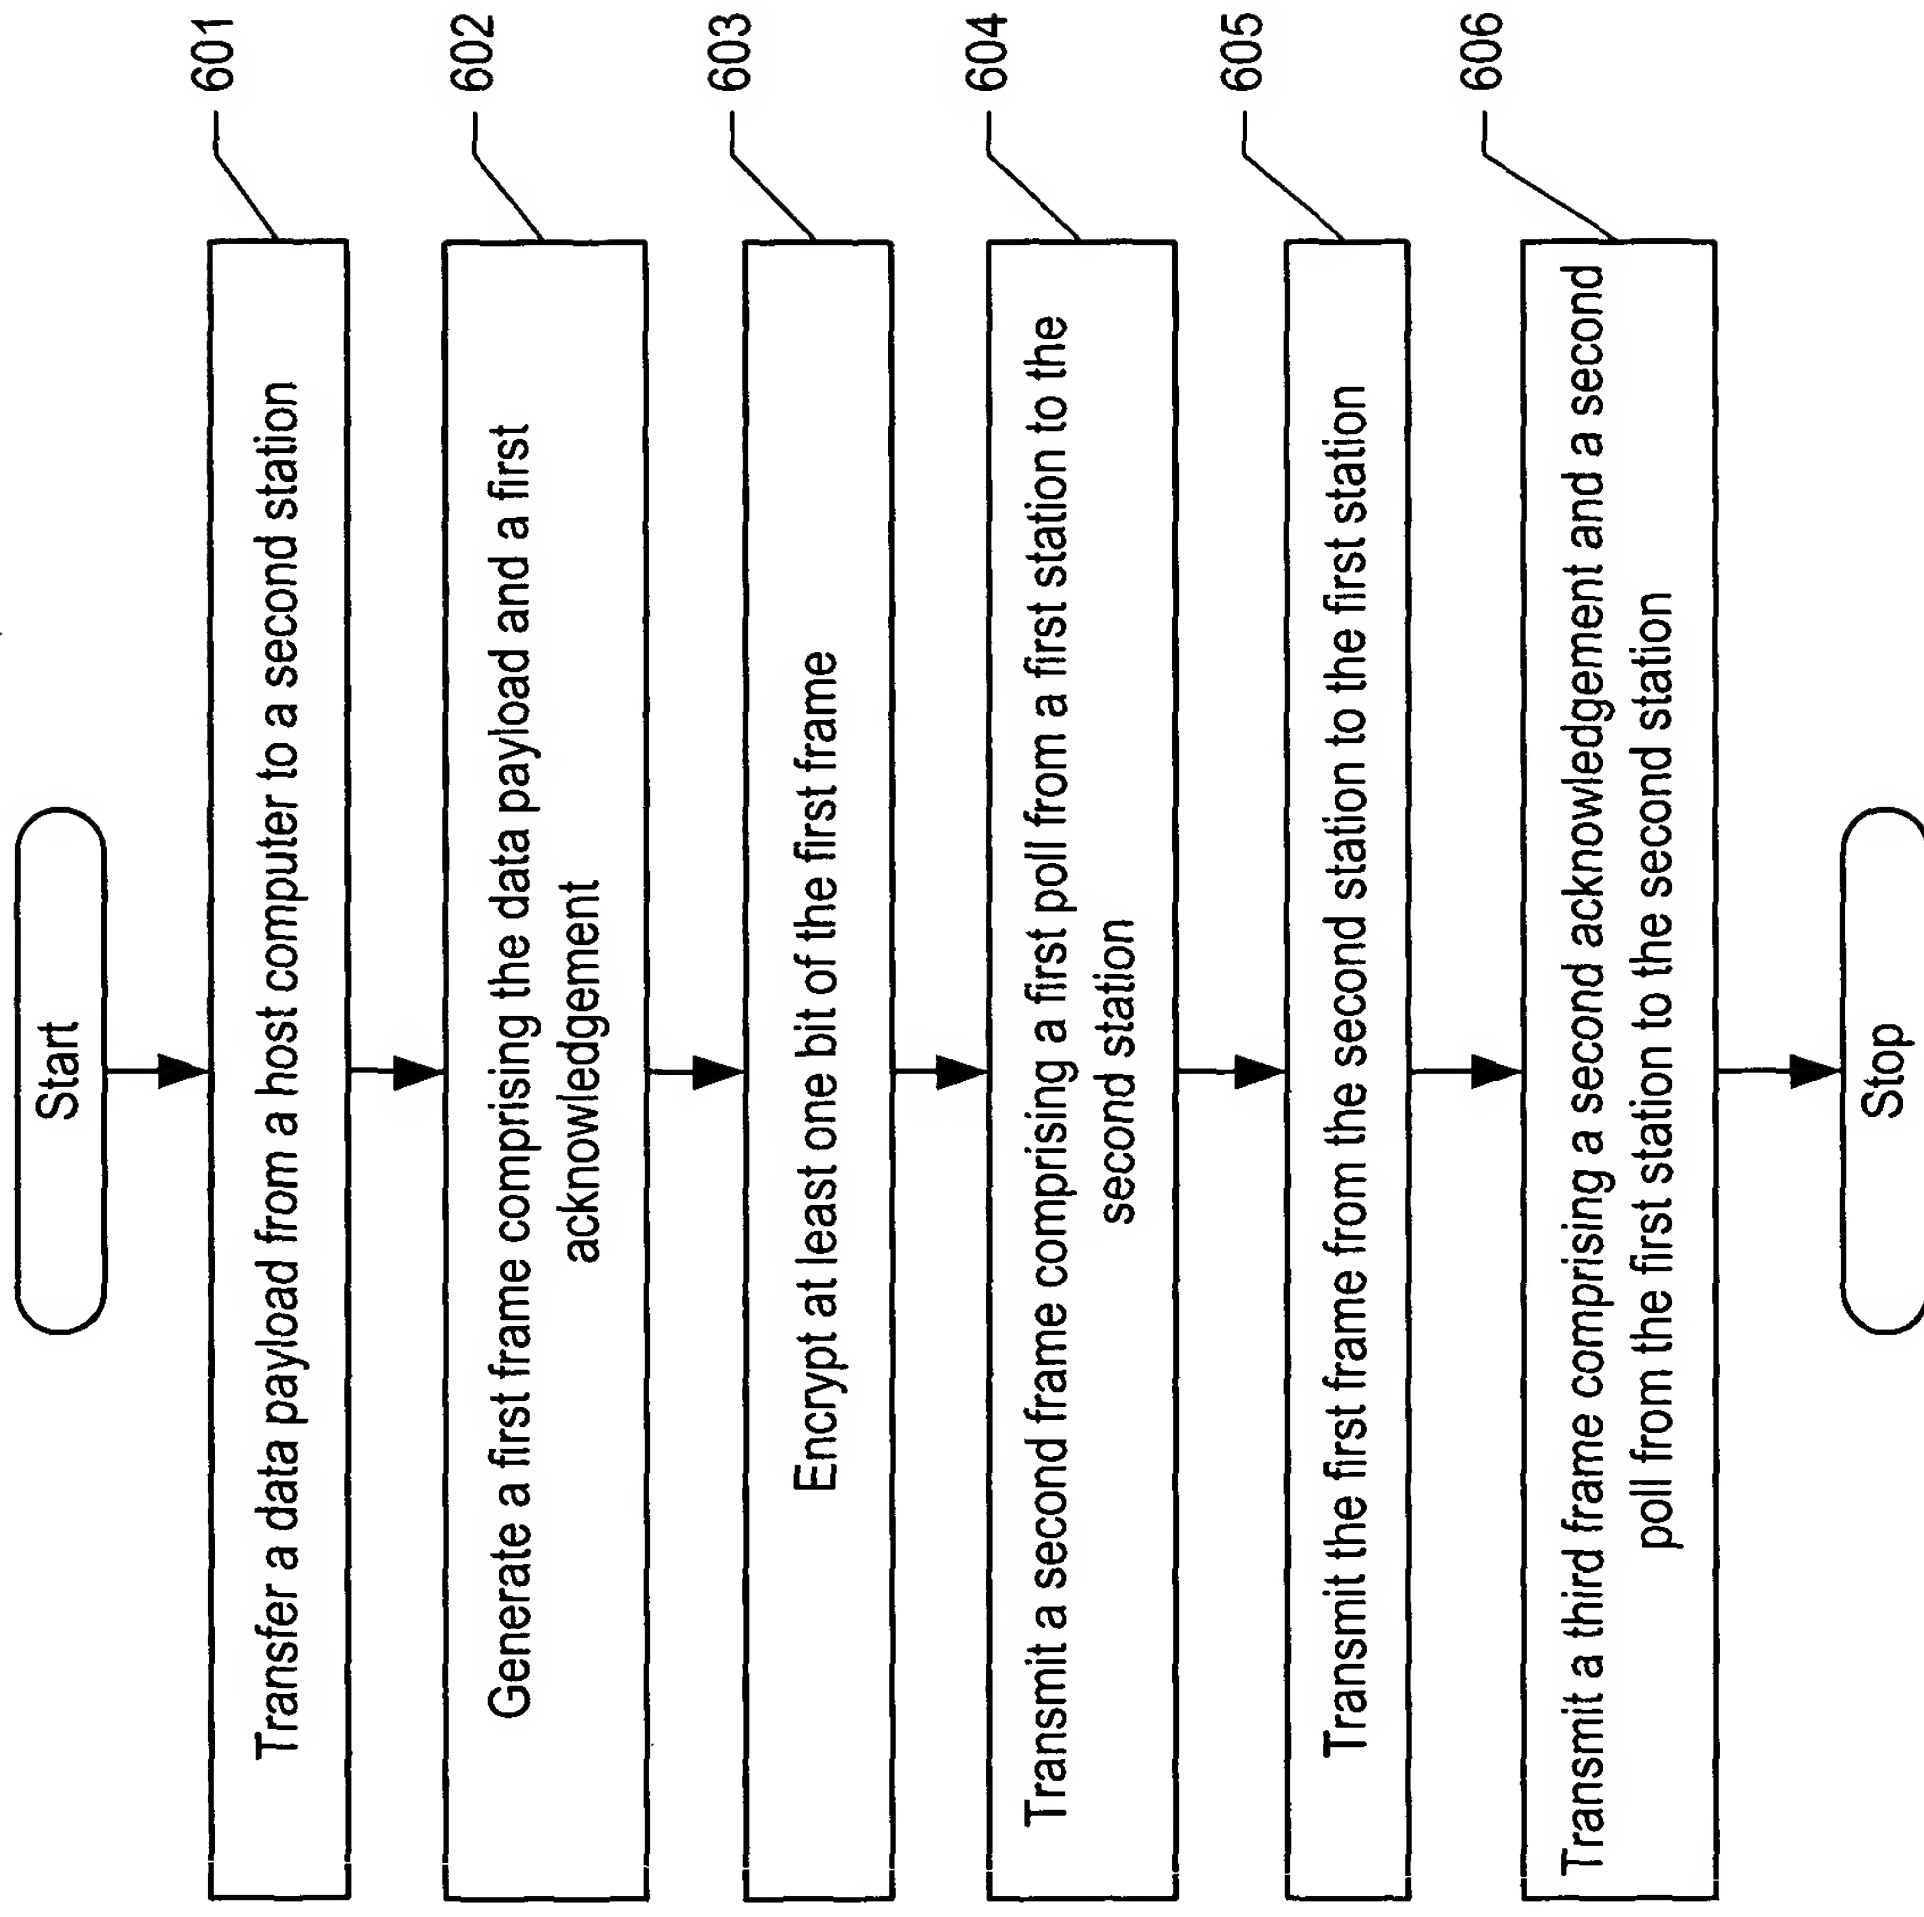 Start
Transfer a data payload from a host computer to a second station
601
Generate a first frame comprising the data payload and a first
acknowledgement
602
Encrypt at least one bit of the first frame
603
Transmit a second frame comprising a first poll from a first station to the
second station
604
Transmit the first frame from the second station to the first station
605
Transmit a third frame comprising a second acknowledgement and a second
poll from the first station to the second station
606
Stop